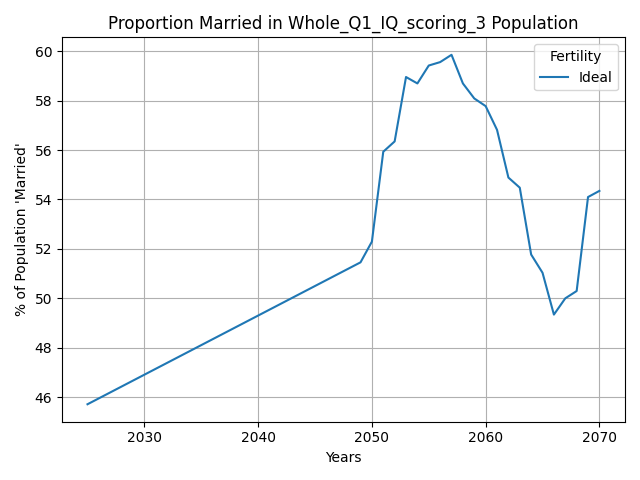 Proportion Married in Whole_Q1_IQ_scoring_3 Population
Fertility
Ideal
% of Population 'Married'
60
58
56
54
52
50
48
46
2030
2040
2050
2060
2070
Years